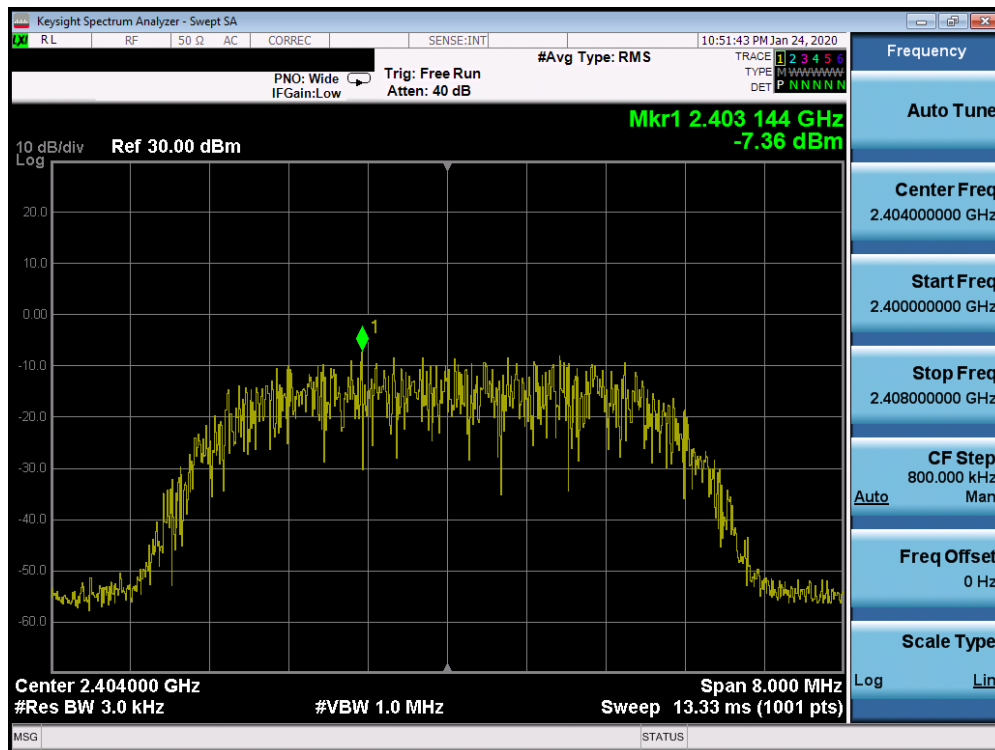 Keysight Spectrum Analyzer - Swept SA
LXI RL RF 50 Ω AC CORREC SENSE:INT 10:51:43 PM Jan 24, 2020
PNO: Wide
IFGain:Low
Trig: Free Run
Atten: 40 dB
#Avg Type: RMS
TRACE 1 2 3 4 5 6
TYPE M W W W W W
DET P N N N N N
Mkr1 2.403 144 GHz
-7.36 dBm
10 dB/div Ref 30.00 dBm
Log
20.0
10.0
0.00
-10.0
-20.0
-30.0
-40.0
-50.0
-60.0
1
Center 2.404000 GHz Span 8.000 MHz
#Res BW 3.0 kHz #VBW 1.0 MHz Sweep 13.33 ms (1001 pts)
MSG STATUS
Frequency
Auto Tune
Center Freq
2.404000000 GHz
Start Freq
2.400000000 GHz
Stop Freq
2.408000000 GHz
CF Step
800.000 kHz
Auto Man
Freq Offset
0 Hz
Scale Type
Log Lin